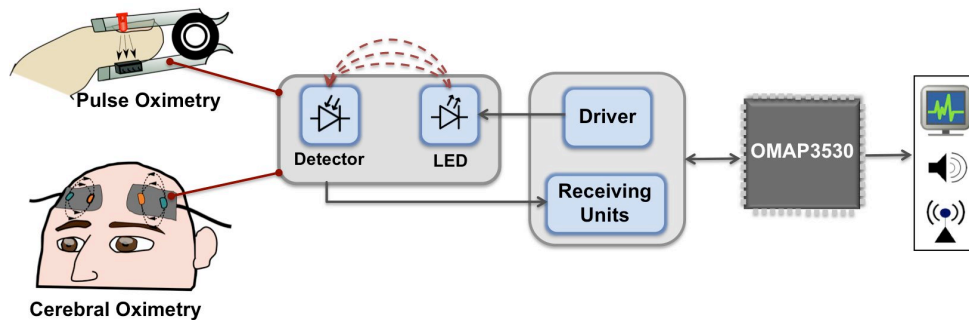 Pulse Oximetry
Detector
LED
Driver
Receiving
Units
OMAP3530
Cerebral Oximetry